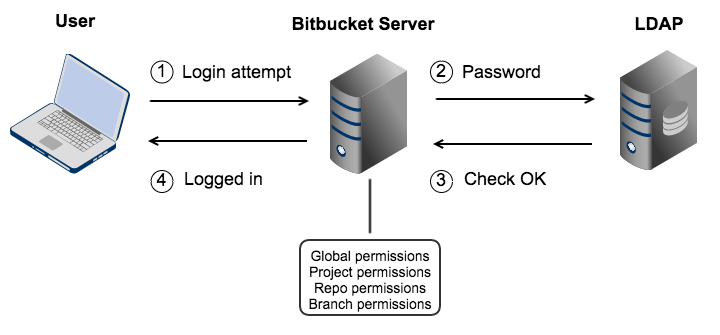 User
Bitbucket Server
LDAP
1 Login attempt
2 Password
4 Logged in
3 Check OK
Global permissions
Project permissions
Repo permissions
Branch permissions